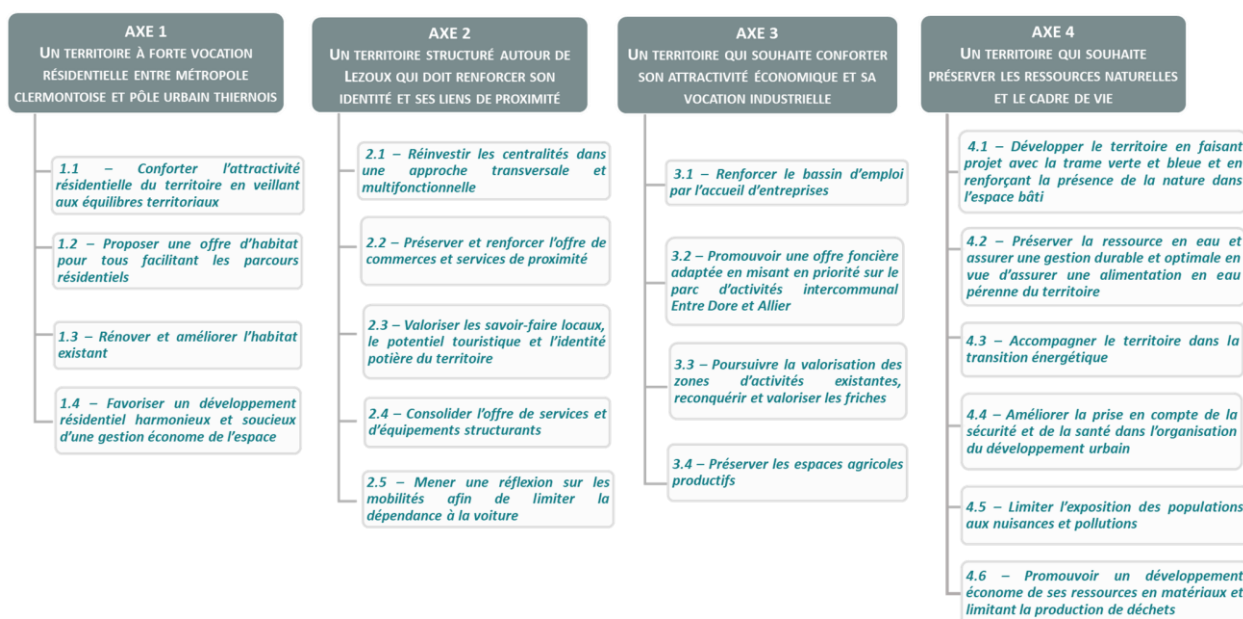 AXE 1
UN TERRITOIRE À FORTE VOCATION
RÉSIDENTIELLE ENTRE MÉTROPOLE
CLERMONTOISE ET PÔLE URBAIN THIERNOIS
1.1 – Conforter l'attractivité
résidentielle du territoire en veillant
aux équilibres territoriaux
1.2 – Proposer une offre d'habitat
pour tous facilitant les parcours
résidentiels
1.3 – Rénover et améliorer l'habitat
existant
1.4 – Favoriser un développement
résidentiel harmonieux et soucieux
d'une gestion économe de l'espace
AXE 2
UN TERRITOIRE STRUCTURÉ AUTOUR DE
LEZOUX QUI DOIT RENFORCER SON
IDENTITÉ ET SES LIENS DE PROXIMITÉ
2.1 – Réinvestir les centralités dans
une approche transversale et
multifonctionnelle
2.2 – Préserver et renforcer l'offre de
commerces et services de proximité
2.3 – Valoriser les savoir-faire locaux,
le potentiel touristique et l'identité
potière du territoire
2.4 – Consolider l'offre de services et
d'équipements structurants
2.5 – Mener une réflexion sur les
mobilités afin de limiter la
dépendance à la voiture
AXE 3
UN TERRITOIRE QUI SOUHAITE CONFORTER
SON ATTRACTIVITÉ ÉCONOMIQUE ET SA
VOCATION INDUSTRIELLE
3.1 – Renforcer le bassin d'emploi
par l'accueil d'entreprises
3.2 – Promouvoir une offre foncière
adaptée en misant en priorité sur le
parc d'activités intercommunal
Entre Dore et Allier
3.3 – Poursuivre la valorisation des
zones d'activités existantes,
reconquérir et valoriser les friches
3.4 – Préserver les espaces agricoles
productifs
AXE 4
UN TERRITOIRE QUI SOUHAITE
PRÉSERVER LES RESSOURCES NATURELLES
ET LE CADRE DE VIE
4.1 – Développer le territoire en faisant
projet avec la trame verte et bleue et en
renforçant la présence de la nature dans
l'espace bâti
4.2 – Préserver la ressource en eau et
assurer une gestion durable et optimale en
vue d'assurer une alimentation en eau
pérenne du territoire
4.3 – Accompagner le territoire dans la
transition énergétique
4.4 – Améliorer la prise en compte de la
sécurité et de la santé dans l'organisation
du développement urbain
4.5 – Limiter l'exposition des populations
aux nuisances et pollutions
4.6 – Promouvoir un développement
économe de ses ressources en matériaux et
limitant la production de déchets